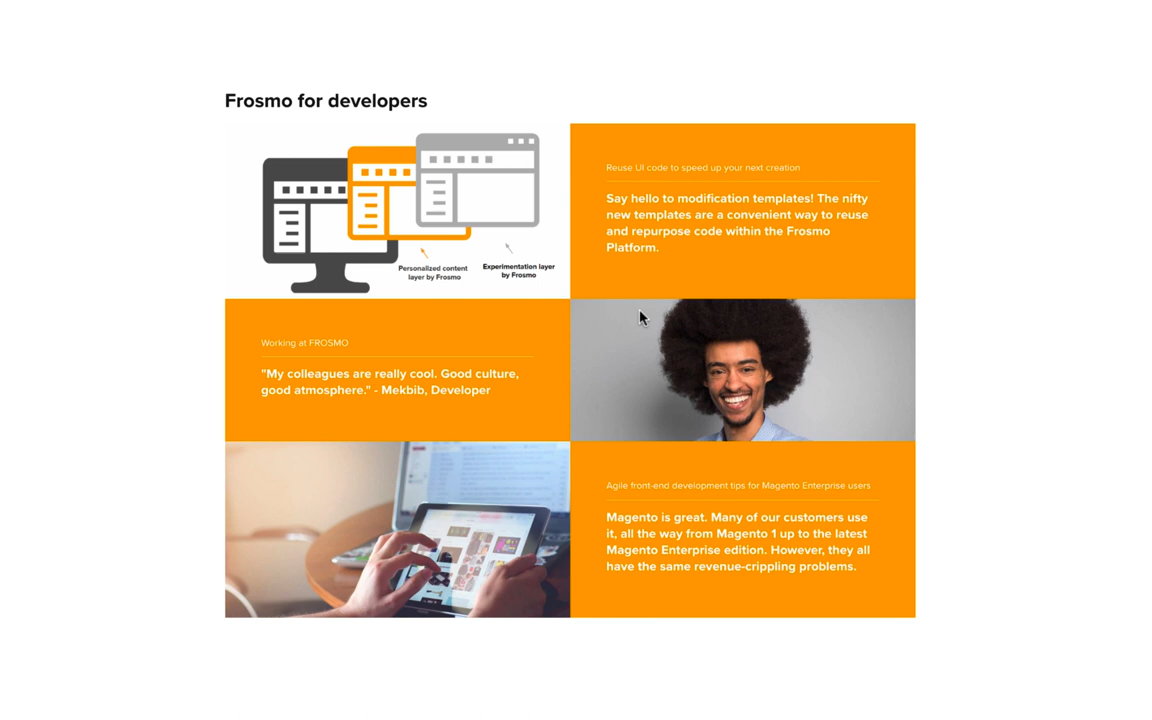 Frosmo for developers
Personalized content
layer by Frosmo
Experimentation layer
by Frosmo
Reuse UI code to speed up your next creation
Say hello to modification templates! The nifty
new templates are a convenient way to reuse
and repurpose code within the Frosmo
Platform.
Working at FROSMO
"My colleagues are really cool. Good culture,
good atmosphere." - Mekbib, Developer
Agile front-end development tips for Magento Enterprise users
Magento is great. Many of our customers use
it, all the way from Magento 1 up to the latest
Magento Enterprise edition. However, they all
have the same revenue-crippling problems.